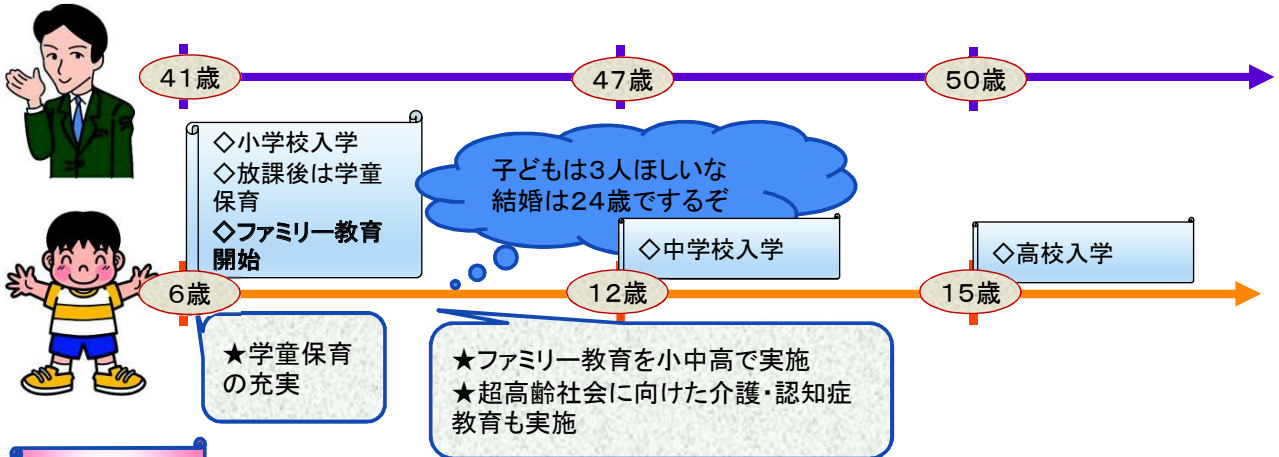 41歳
47歳
50歳
◇小学校入学
◇放課後は学童
保育
◇ファミリー教育
開始
子どもは3人ほしいな
結婚は24歳でするぞ
◇中学校入学
◇高校入学
6歳
12歳
15歳
★学童保育
の充実
★ファミリー教育を小中高で実施
★超高齢社会に向けた介護・認知症
教育も実施